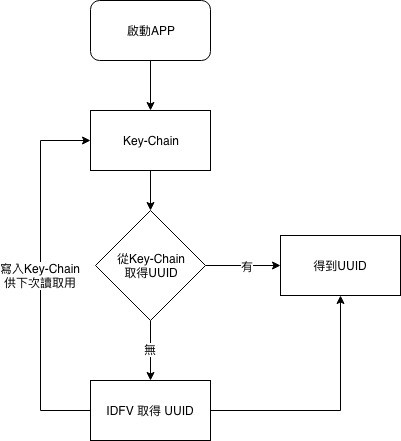 啟動APP
Key-Chain
從Key-Chain
取得UUID
有
得到UUID
寫入Key-Chain
供下次讀取用
無
IDFV 取得 UUID